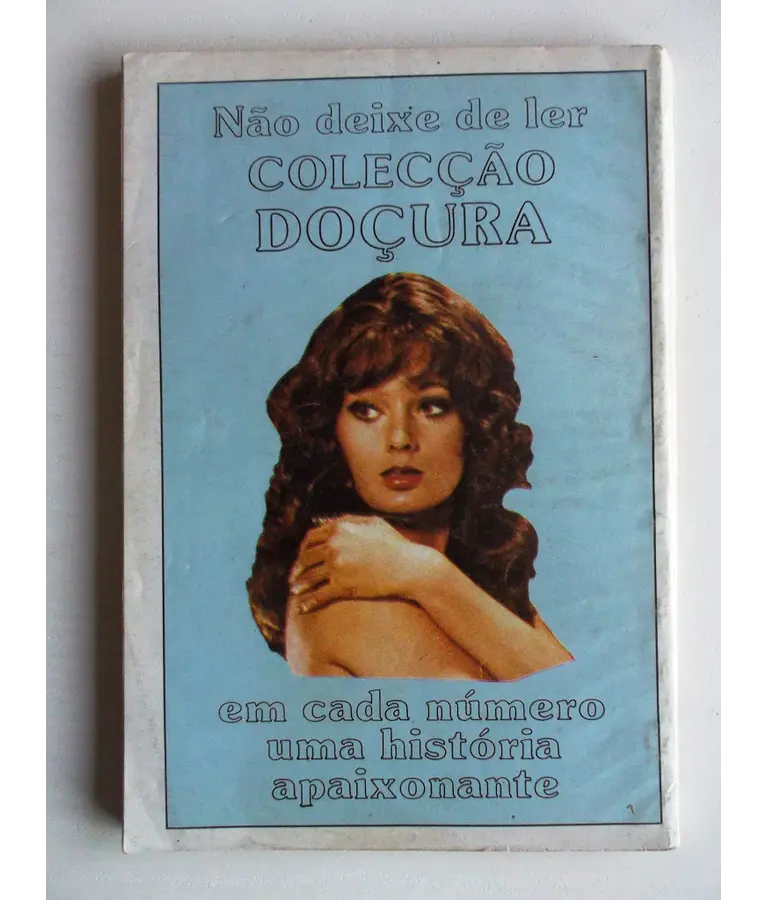 Não deixe de ler
COLECÇÃO
DOÇURA
em cada número
uma história
apaixonante